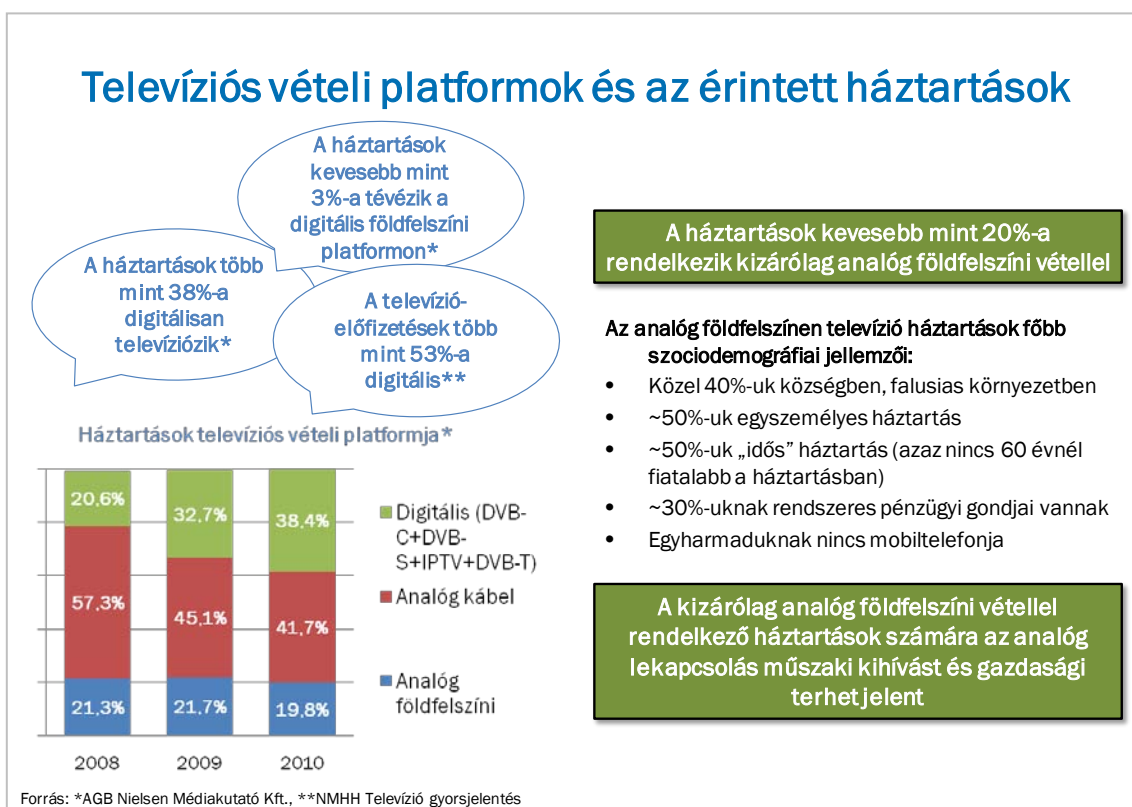 Televíziós vételi platformok és az érintett háztartások
A háztartások
kevesebb mint
3%-a tévézik a
digitális földfelszíni
platformon*
A háztartások több
mint 38%-a
digitálisan
televíziózik*
A televízió-
előfizetések több
mint 53%-a
digitális**
Háztartások televíziós vételi platformja*
20,6%
32,7%
38,4%
57,3%
45,1%
41,7%
21,3%
21,7%
19,8%
2008
2009
2010
Digitális (DVB-
C+DVB-
S+IPTV+DVB-T)
Analóg kábel
Analóg
földfelszíni
A háztartások kevesebb mint 20%-a
rendelkezik kizárólag analóg földfelszíni vétellel
Az analóg földfelszínen televízió háztartások főbb
szociodemográfiai jellemzői:
• Közel 40%-uk községben, falusias környezetben
• ~50%-uk egyszemélyes háztartás
• ~50%-uk „idős” háztartás (azaz nincs 60 évnél
fiatalabb a háztartásban)
• ~30%-uknak rendszeres pénzügyi gondjai vannak
• Egyharmaduknak nincs mobiltelefonja
A kizárólag analóg földfelszíni vétellel
rendelkező háztartások számára az analóg
lekapcsolás műszaki kihívást és gazdasági
terhet jelent
Forrás: *AGB Nielsen Médiakutató Kft., **NMHH Televízió gyorsjelentés